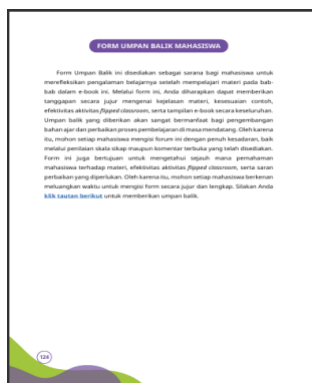 FORM UMPAN BALIK MAHASISWA
Form Umpan Balik ini disediakan sebagai sarana bagi mahasiswa untuk
merefleksikan pengalaman belajarnya setelah mempelajari materi pada bab-
bab dalam e-book ini. Melalui form ini, Anda diharapkan dapat memberikan
tanggapan secara jujur mengenai kejelasan materi, kesesuaian contoh,
efektivitas aktivitas flipped classroom, serta tampilan e-book secara keseluruhan.
Umpan balik yang diberikan akan sangat bermanfaat bagi pengembangan
bahan ajar dan perbaikan proses pembelajaran di masa mendatang. Oleh karena
itu, mohon setiap mahasiswa mengisi forum ini dengan penuh kesadaran, baik
melalui penilaian skala sikap maupun komentar terbuka yang telah disediakan.
Form ini juga bertujuan untuk mengetahui sejauh mana pemahaman
mahasiswa terhadap materi, efektivitas aktivitas flipped classroom, serta saran
perbaikan yang diperlukan. Oleh karena itu, mohon setiap mahasiswa berkenan
meluangkan waktu untuk mengisi form secara jujur dan lengkap. Silakan Anda
klik tautan berikut untuk memberikan umpan balik.
124